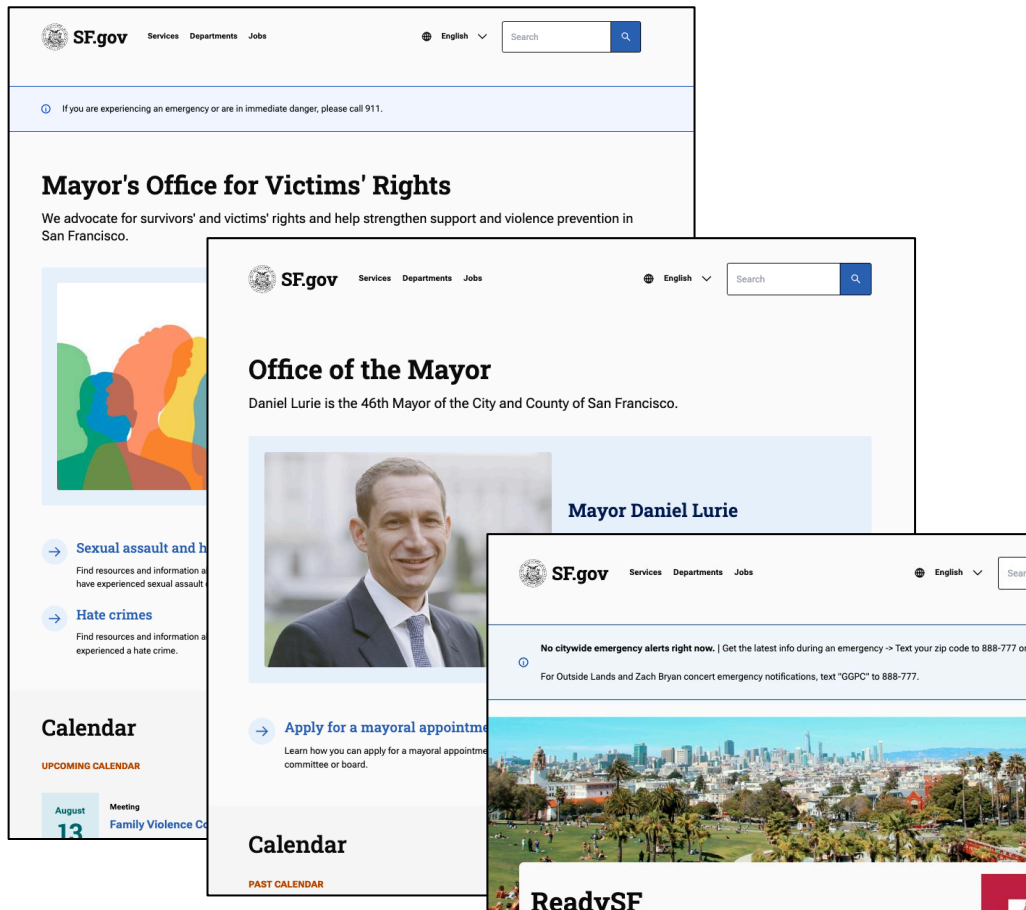 SF.gov Services Departments Jobs English Search
If you are experiencing an emergency or are in immediate danger, please call 911.
Mayor's Office for Victims' Rights
We advocate for survivors' and victims' rights and help strengthen support and violence prevention in
San Francisco.
Sexual assault and h
Find resources and information a
have experienced sexual assault
Hate crimes
Find resources and information a
experienced a hate crime.
Calendar
UPCOMING CALENDAR
August
13
Meeting
Family Violence Co
SF.gov Services Departments Jobs English Search
Office of the Mayor
Daniel Lurie is the 46th Mayor of the City and County of San Francisco.
Mayor Daniel Lurie
Apply for a mayoral appointme
Learn how you can apply for a mayoral appointme
committee or board.
Calendar
PAST CALENDAR
SF.gov Services Departments Jobs English Sear
No citywide emergency alerts right now. | Get the latest info during an emergency -> Text your zip code to 888-777 or
For Outside Lands and Zach Bryan concert emergency notifications, text "GGPC" to 888-777.
ReadySF